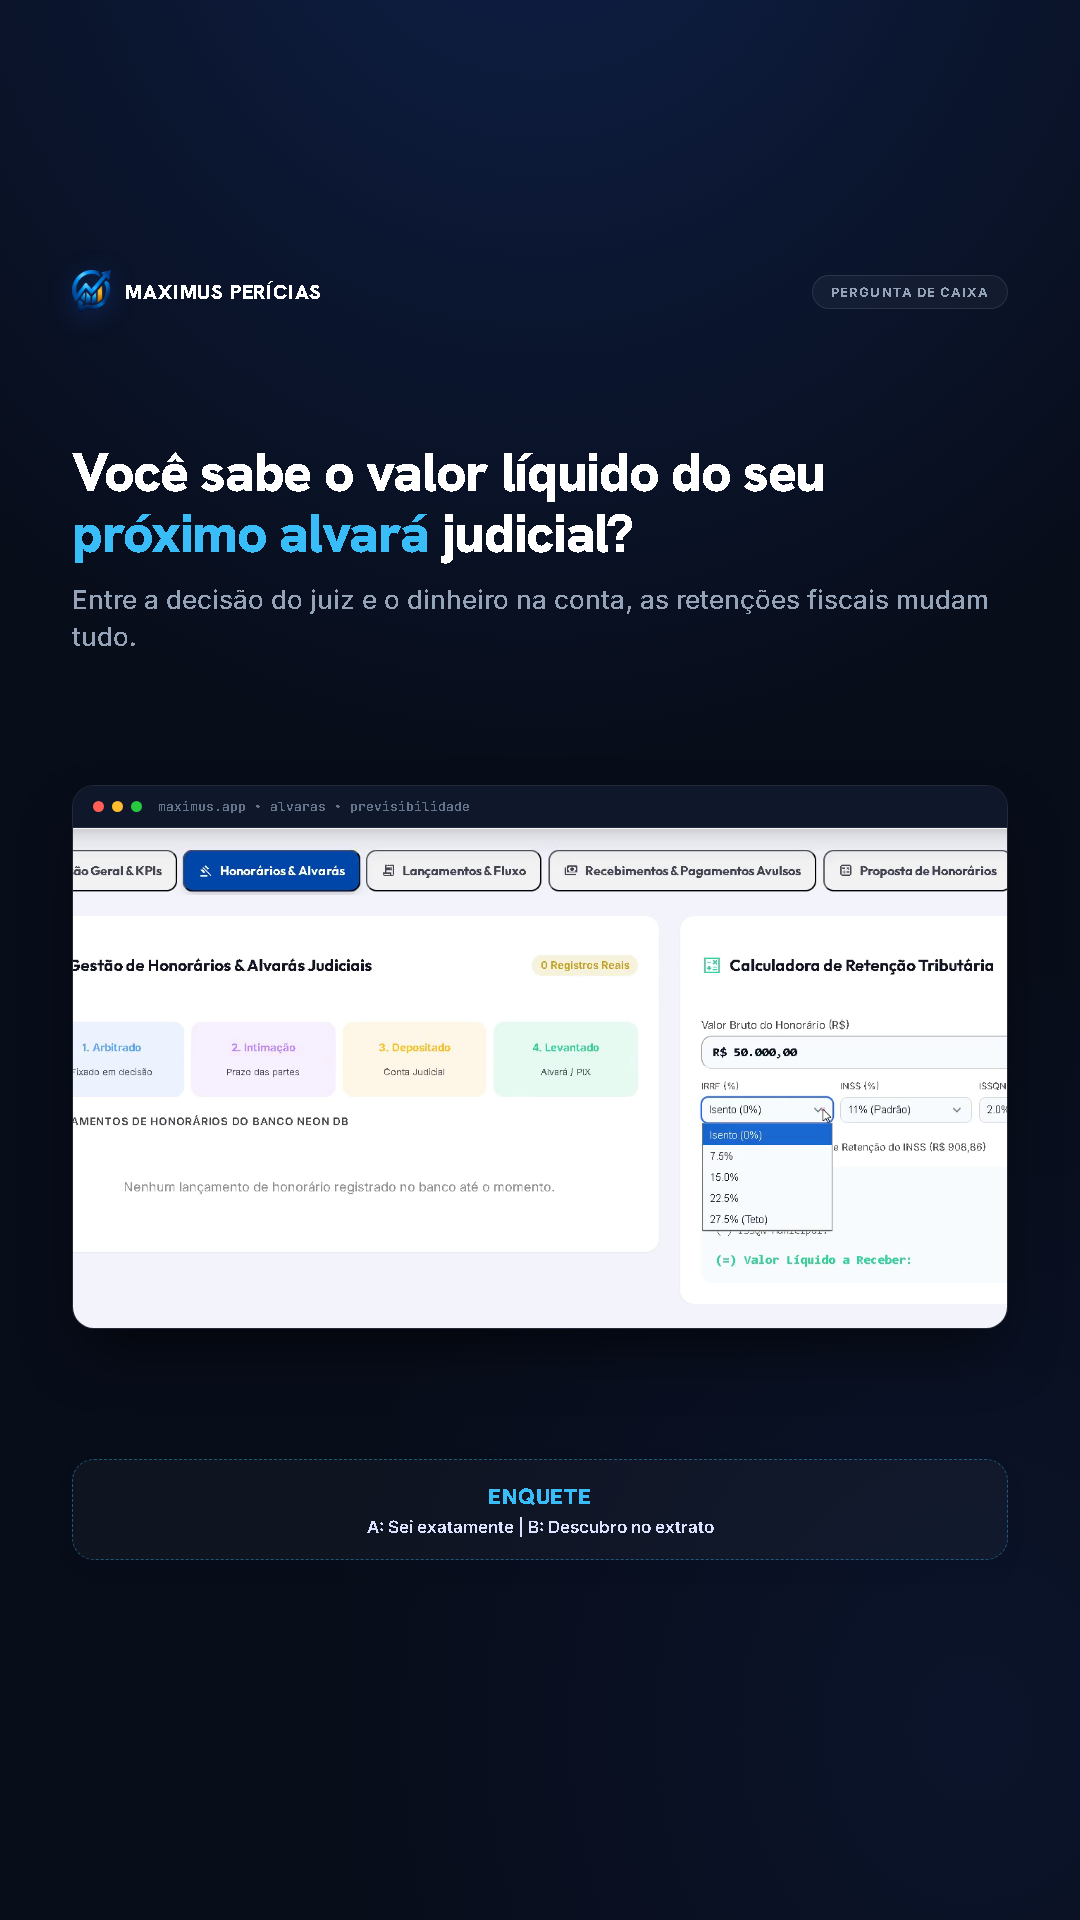 MAXIMUS PERÍCIAS
PERGUNTA DE CAIXA
Você sabe o valor líquido do seu
próximo alvará judicial?
Entre a decisão do juiz e o dinheiro na conta, as retenções fiscais mudam
tudo.
maximus.app • alvaras • previsibilidade
ão Geral & KPIs
Honorários & Alvarás
Lançamentos & Fluxo
Recebimentos & Pagamentos Avulsos
Proposta de Honorários
Gestão de Honorários & Alvarás Judiciais
0 Registros Reais
1. Arbitrado
Fixado em decisão
2. Intimação
Prazo das partes
3. Depositado
Conta Judicial
4. Levantado
Alvará / PIX
AMENTOS DE HONORÁRIOS DO BANCO NEON DB
Nenhum lançamento de honorário registrado no banco até o momento.
Calculadora de Retenção Tributária
Valor Bruto do Honorário (R$)
R$ 50.000,00
IRRF (%)
INSS (%)
ISSQN
Isento (0%)
11% (Padrão)
2.0%
Isento (0%)
7.5%
15.0%
22.5%
27.5% (Teto)
e Retenção do INSS (R$ 908,86)
(=) Valor Líquido a Receber:
ENQUETE
A: Sei exatamente | B: Descubro no extrato